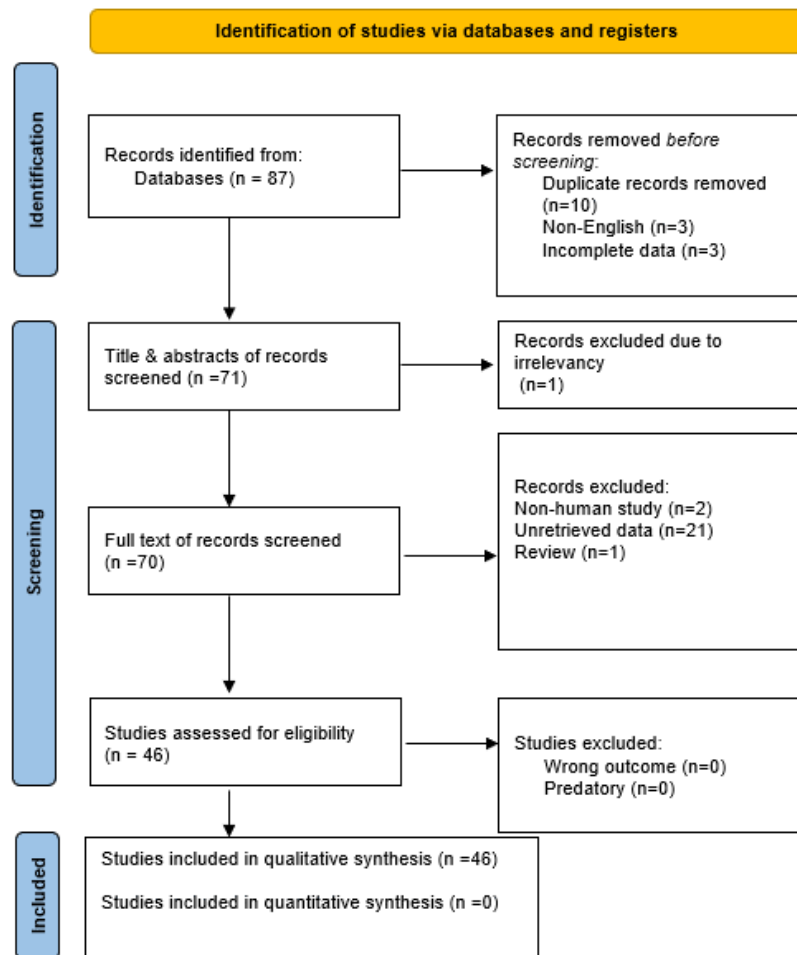 Identification of studies via databases and registers
Identification
Records identified from:
Databases (n = 87)
Records removed before
screening:
Duplicate records removed
(n=10)
Non-English (n=3)
Incomplete data (n=3)
Screening
Title & abstracts of records
screened (n =71)
Records excluded due to
irrelevancy
(n=1)
Full text of records screened
(n =70)
Records excluded:
Non-human study (n=2)
Unretrieved data (n=21)
Review (n=1)
Studies assessed for eligibility
(n = 46)
Studies excluded:
Wrong outcome (n=0)
Predatory (n=0)
Included
Studies included in qualitative synthesis (n =46)
Studies included in quantitative synthesis (n =0)